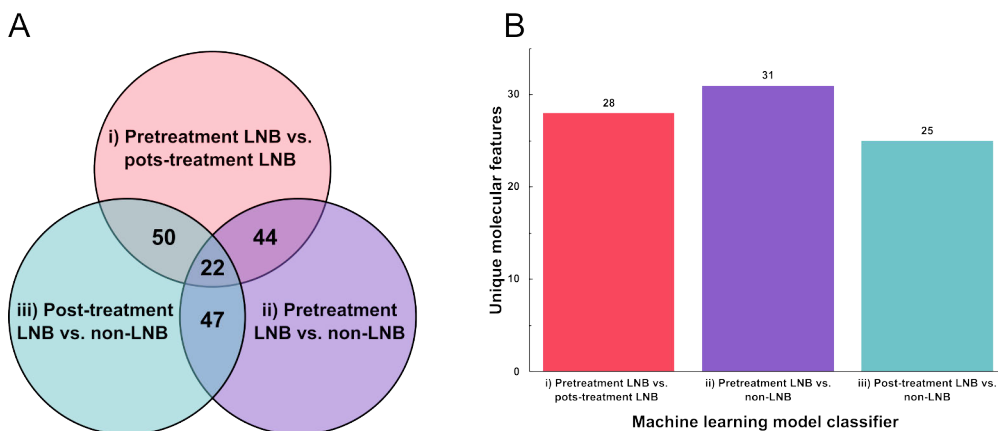 A
i) Pretreatment LNB vs.
pots-treatment LNB
50
44
22
iii) Post-treatment
LNB vs. non-LNB
47
ii) Pretreatment
LNB vs. non-LNB
B
Unique molecular features
30
20
10
0
28
31
25
i) Pretreatment LNB vs.
pots-treatment LNB
ii) Pretreatment LNB vs.
non-LNB
iii) Post-treatment LNB vs.
non-LNB
Machine learning model classifier